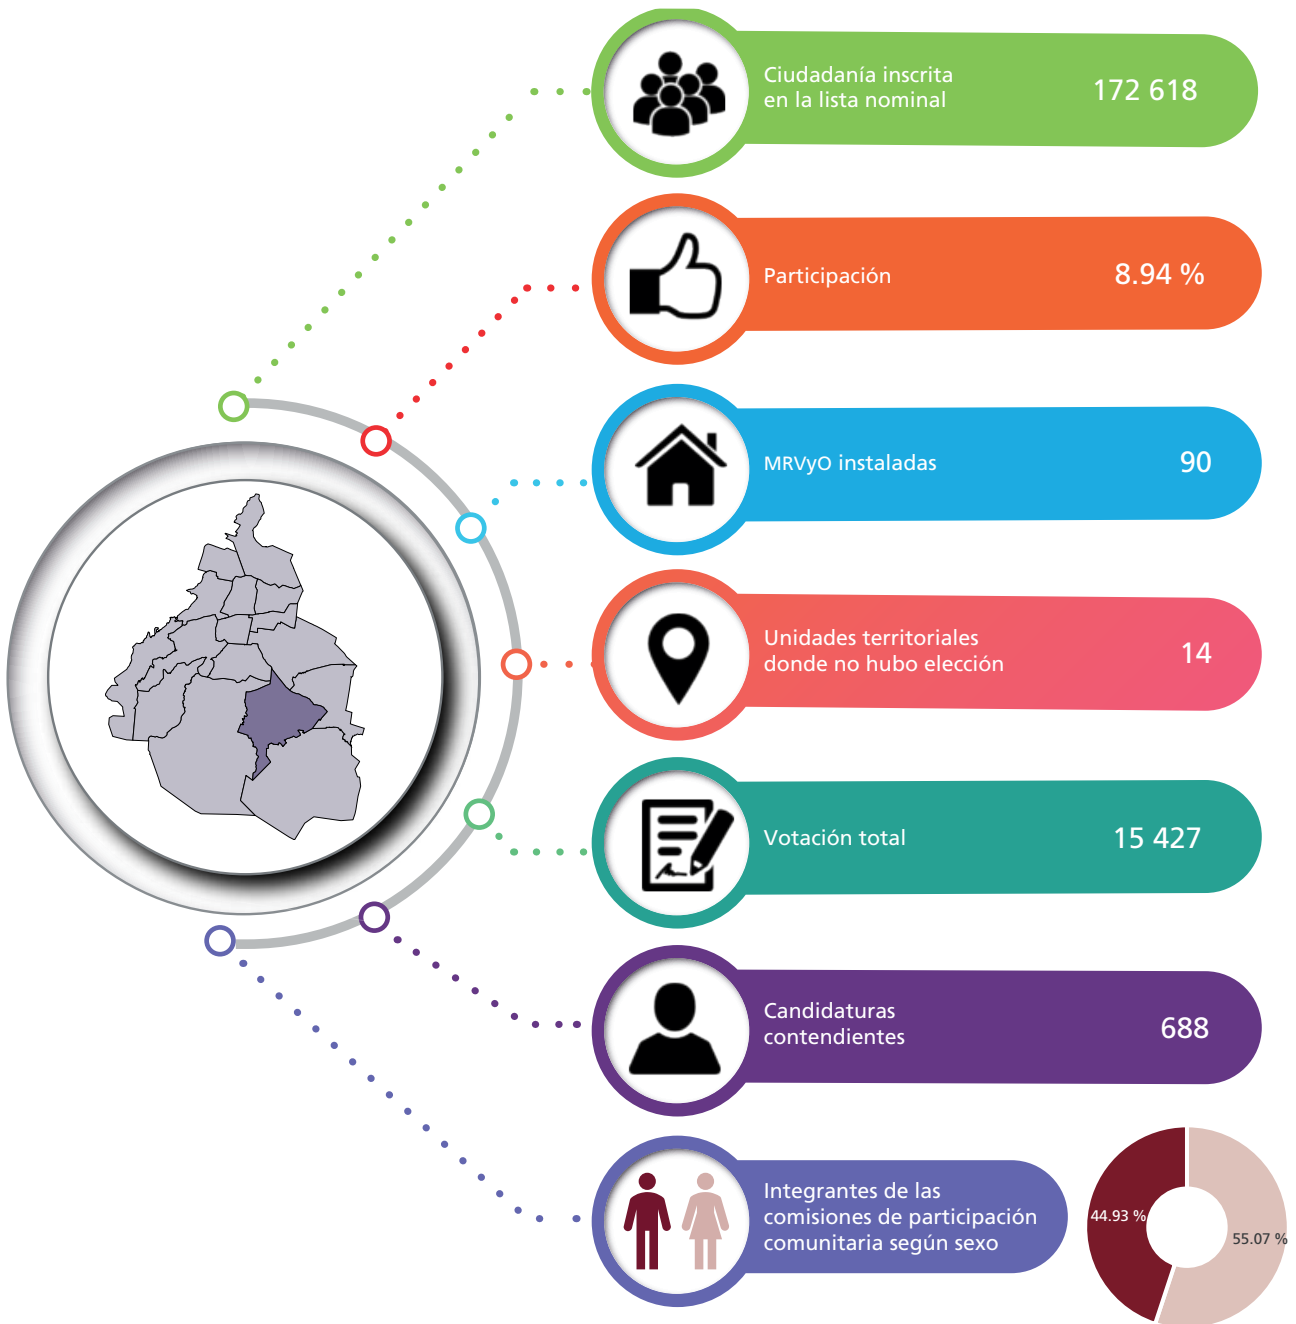 Ciudadanía inscrita
en la lista nominal
172 618
Participación
8.94 %
MRVyO instaladas
90
Unidades territoriales
donde no hubo elección
14
Votación total
15 427
Candidaturas
contendientes
688
Integrantes de las
comisiones de participación
comunitaria según sexo
44.93 %
55.07 %